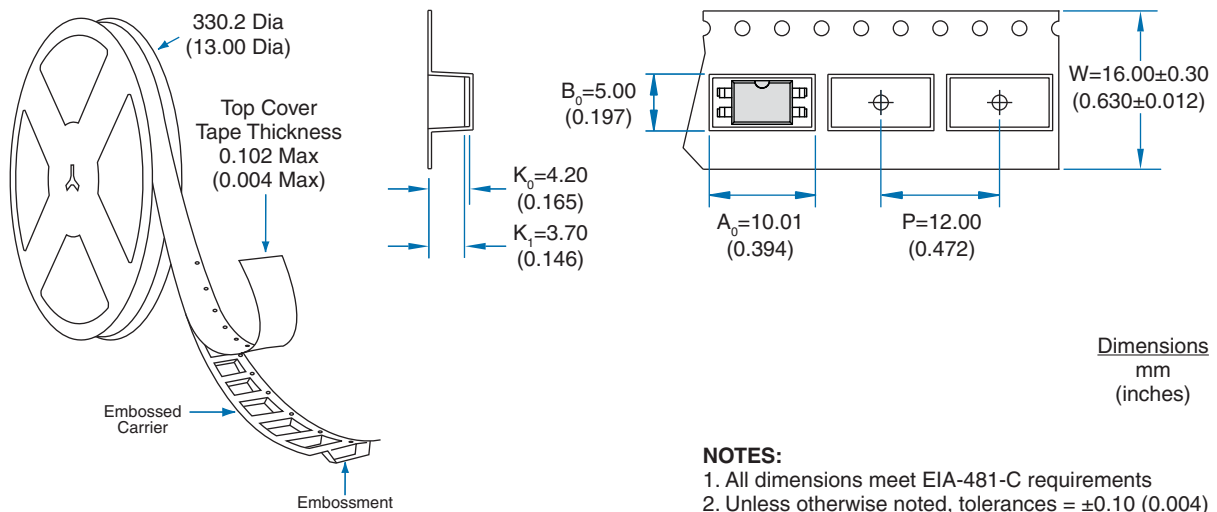 330.2 Dia
(13.00 Dia)
Top Cover
Tape Thickness
0.102 Max
(0.004 Max)
Embossed
Carrier
Embossment
K₀=4.20
(0.165)
K₁=3.70
(0.146)
B₀=5.00
(0.197)
W=16.00±0.30
(0.630±0.012)
A₀=10.01
(0.394)
P=12.00
(0.472)
Dimensions
mm
(inches)
NOTES:
1. All dimensions meet EIA-481-C requirements
2. Unless otherwise noted, tolerances = ±0.10 (0.004)